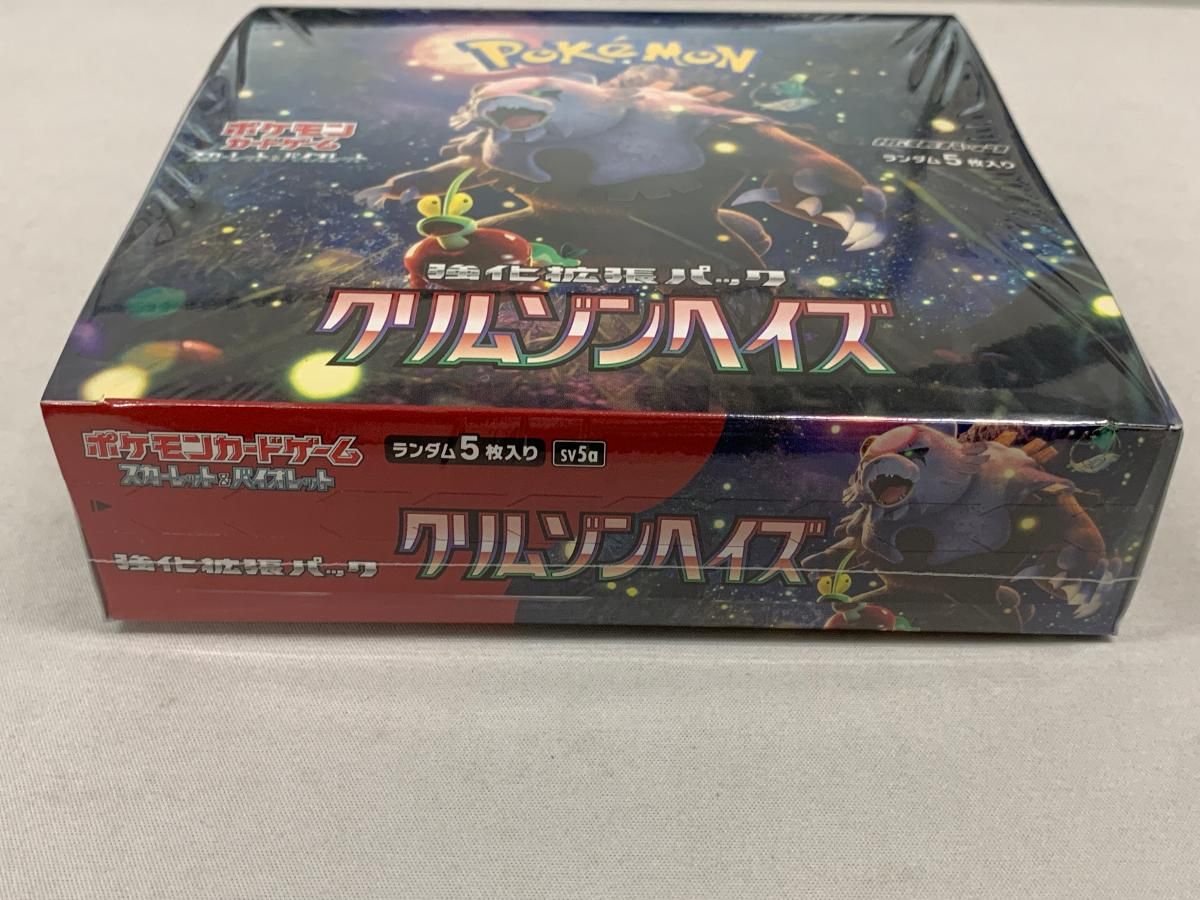 POKéMON
ポケモン
カードゲーム
スカーレット&バイオレット
ランダム5枚入り
強化拡張パック
クリムゾンヘイズ
ポケモンカードゲーム
スカーレット&バイオレット
ランダム5枚入り
sv5a
強化拡張パック
クリムゾンヘイズ